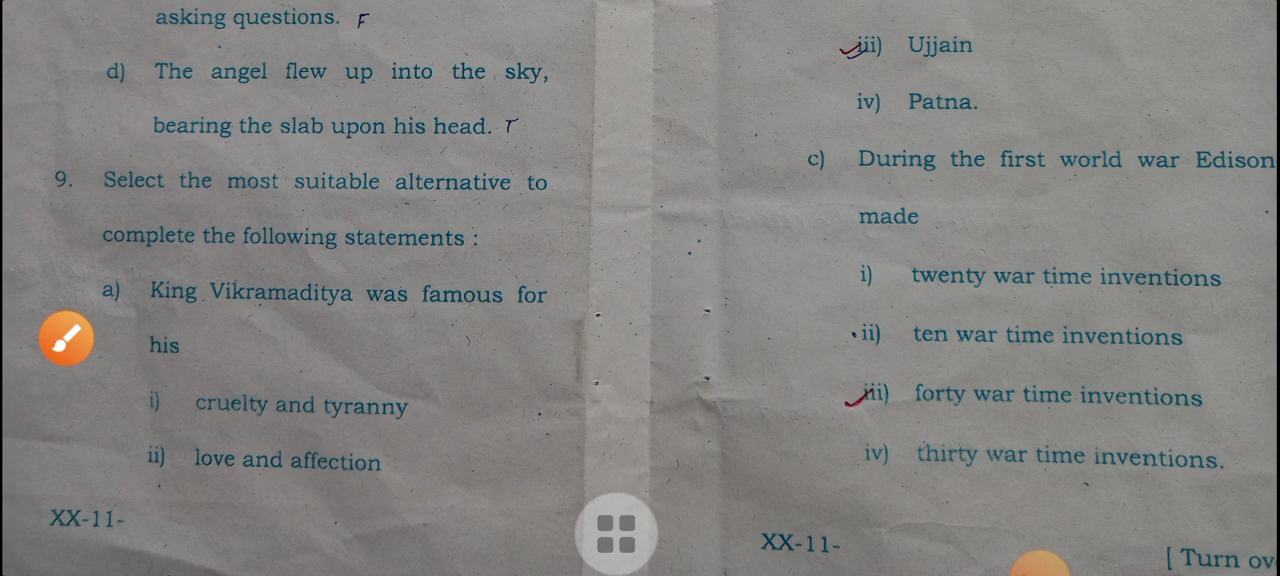 asking questions. F
d) The angel flew up into the sky,
bearing the slab upon his head. T
9. Select the most suitable alternative to
complete the following statements :
a) King Vikramaditya was famous for
his
i) cruelty and tyranny
ii) love and affection
XX-11-
iii) Ujjain
iv) Patna.
c) During the first world war Edison
made
i) twenty war time inventions
ii) ten war time inventions
iii) forty war time inventions
iv) thirty war time inventions.
XX-11-
[ Turn ov